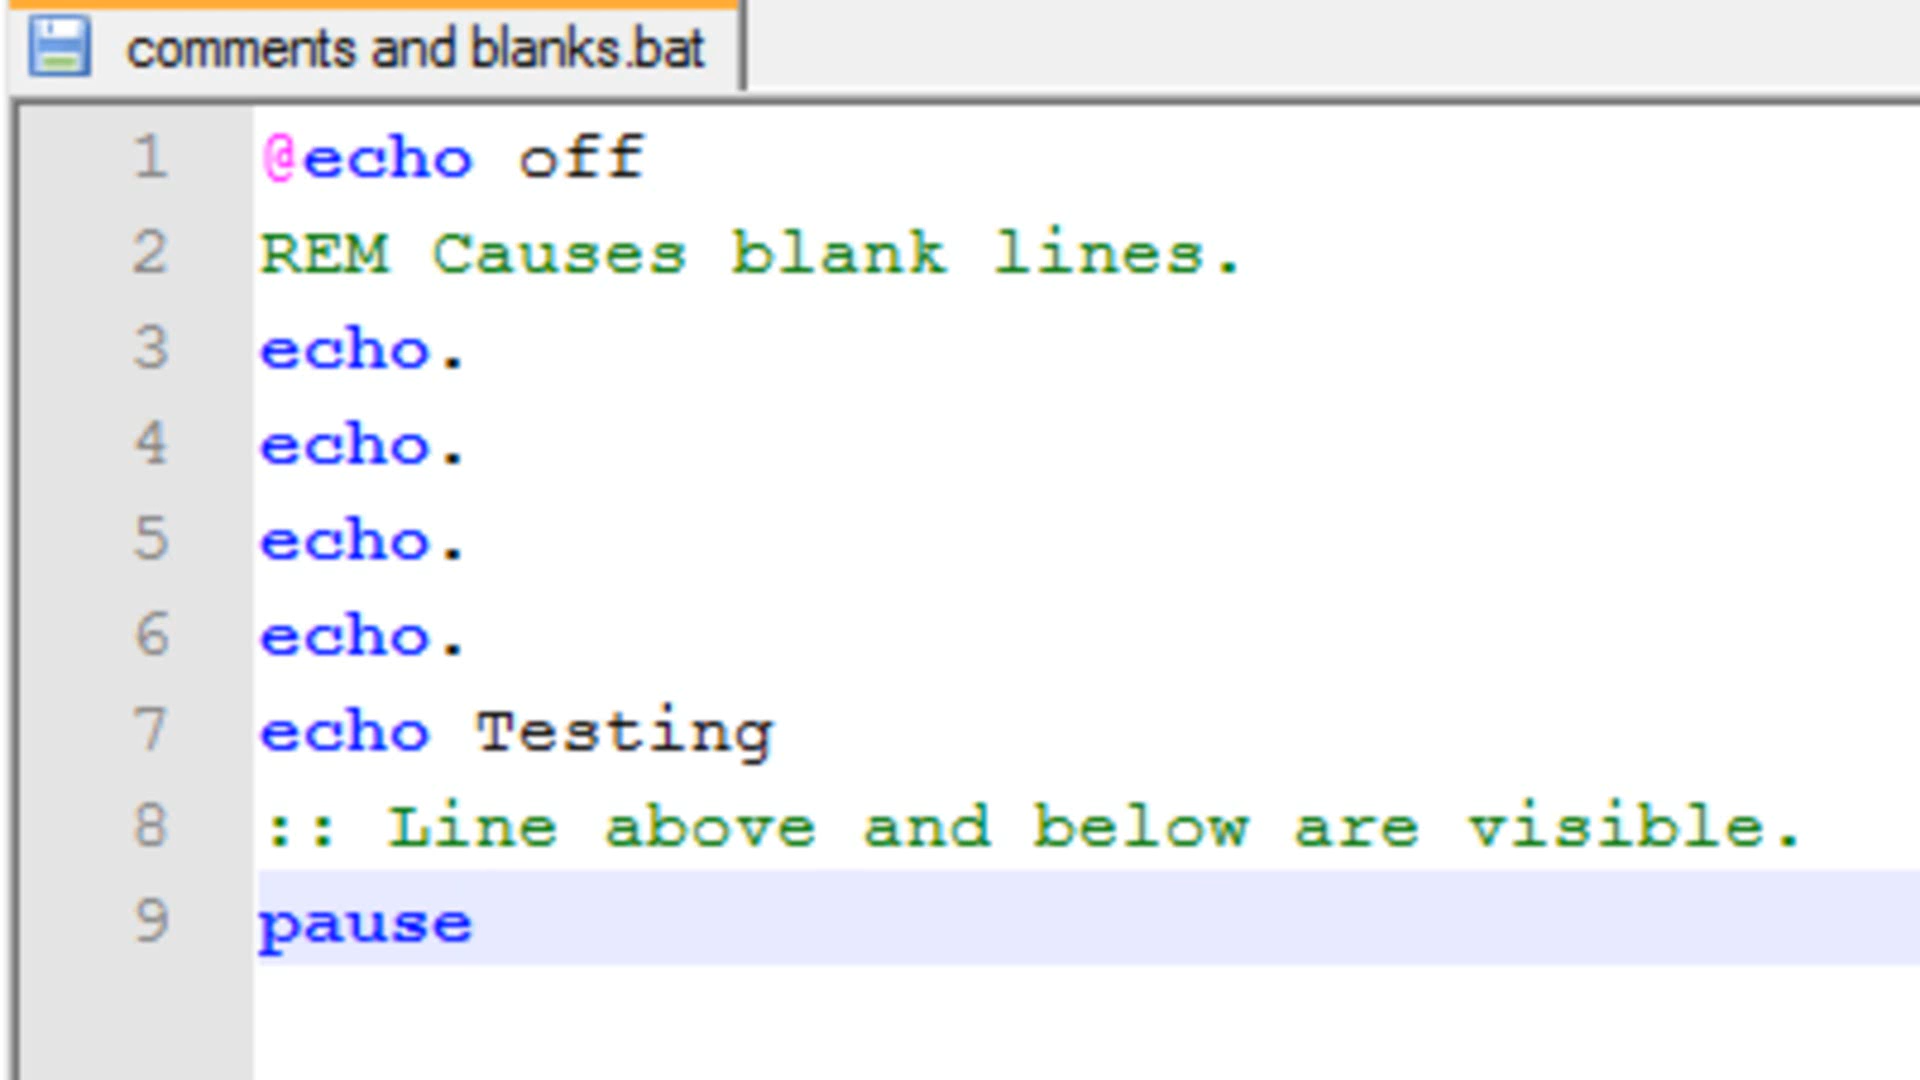 comments and blanks.bat
1 @echo off
2 REM Causes blank lines.
3 echo.
4 echo.
5 echo.
6 echo.
7 echo Testing
8 :: Line above and below are visible.
9 pause